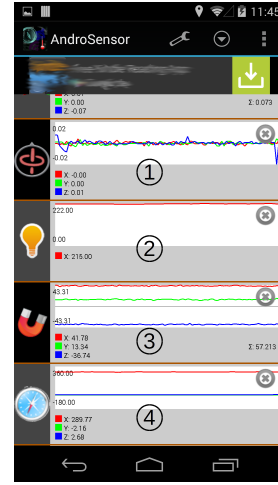 11:45
AndroSensor
Y: 0.00
Z: -0.07
Σ: 0.073
0.02
-0.02
1
X: -0.00
Y: 0.00
Z: 0.01
222.00
0.00
2
X: 216.00
43.31
-43.31
3
X: 41.78
Y: 13.34
Z: -36.74
Σ: 57.213
360.00
-180.00
4
X: 289.77
Y: -2.16
Z: 2.68